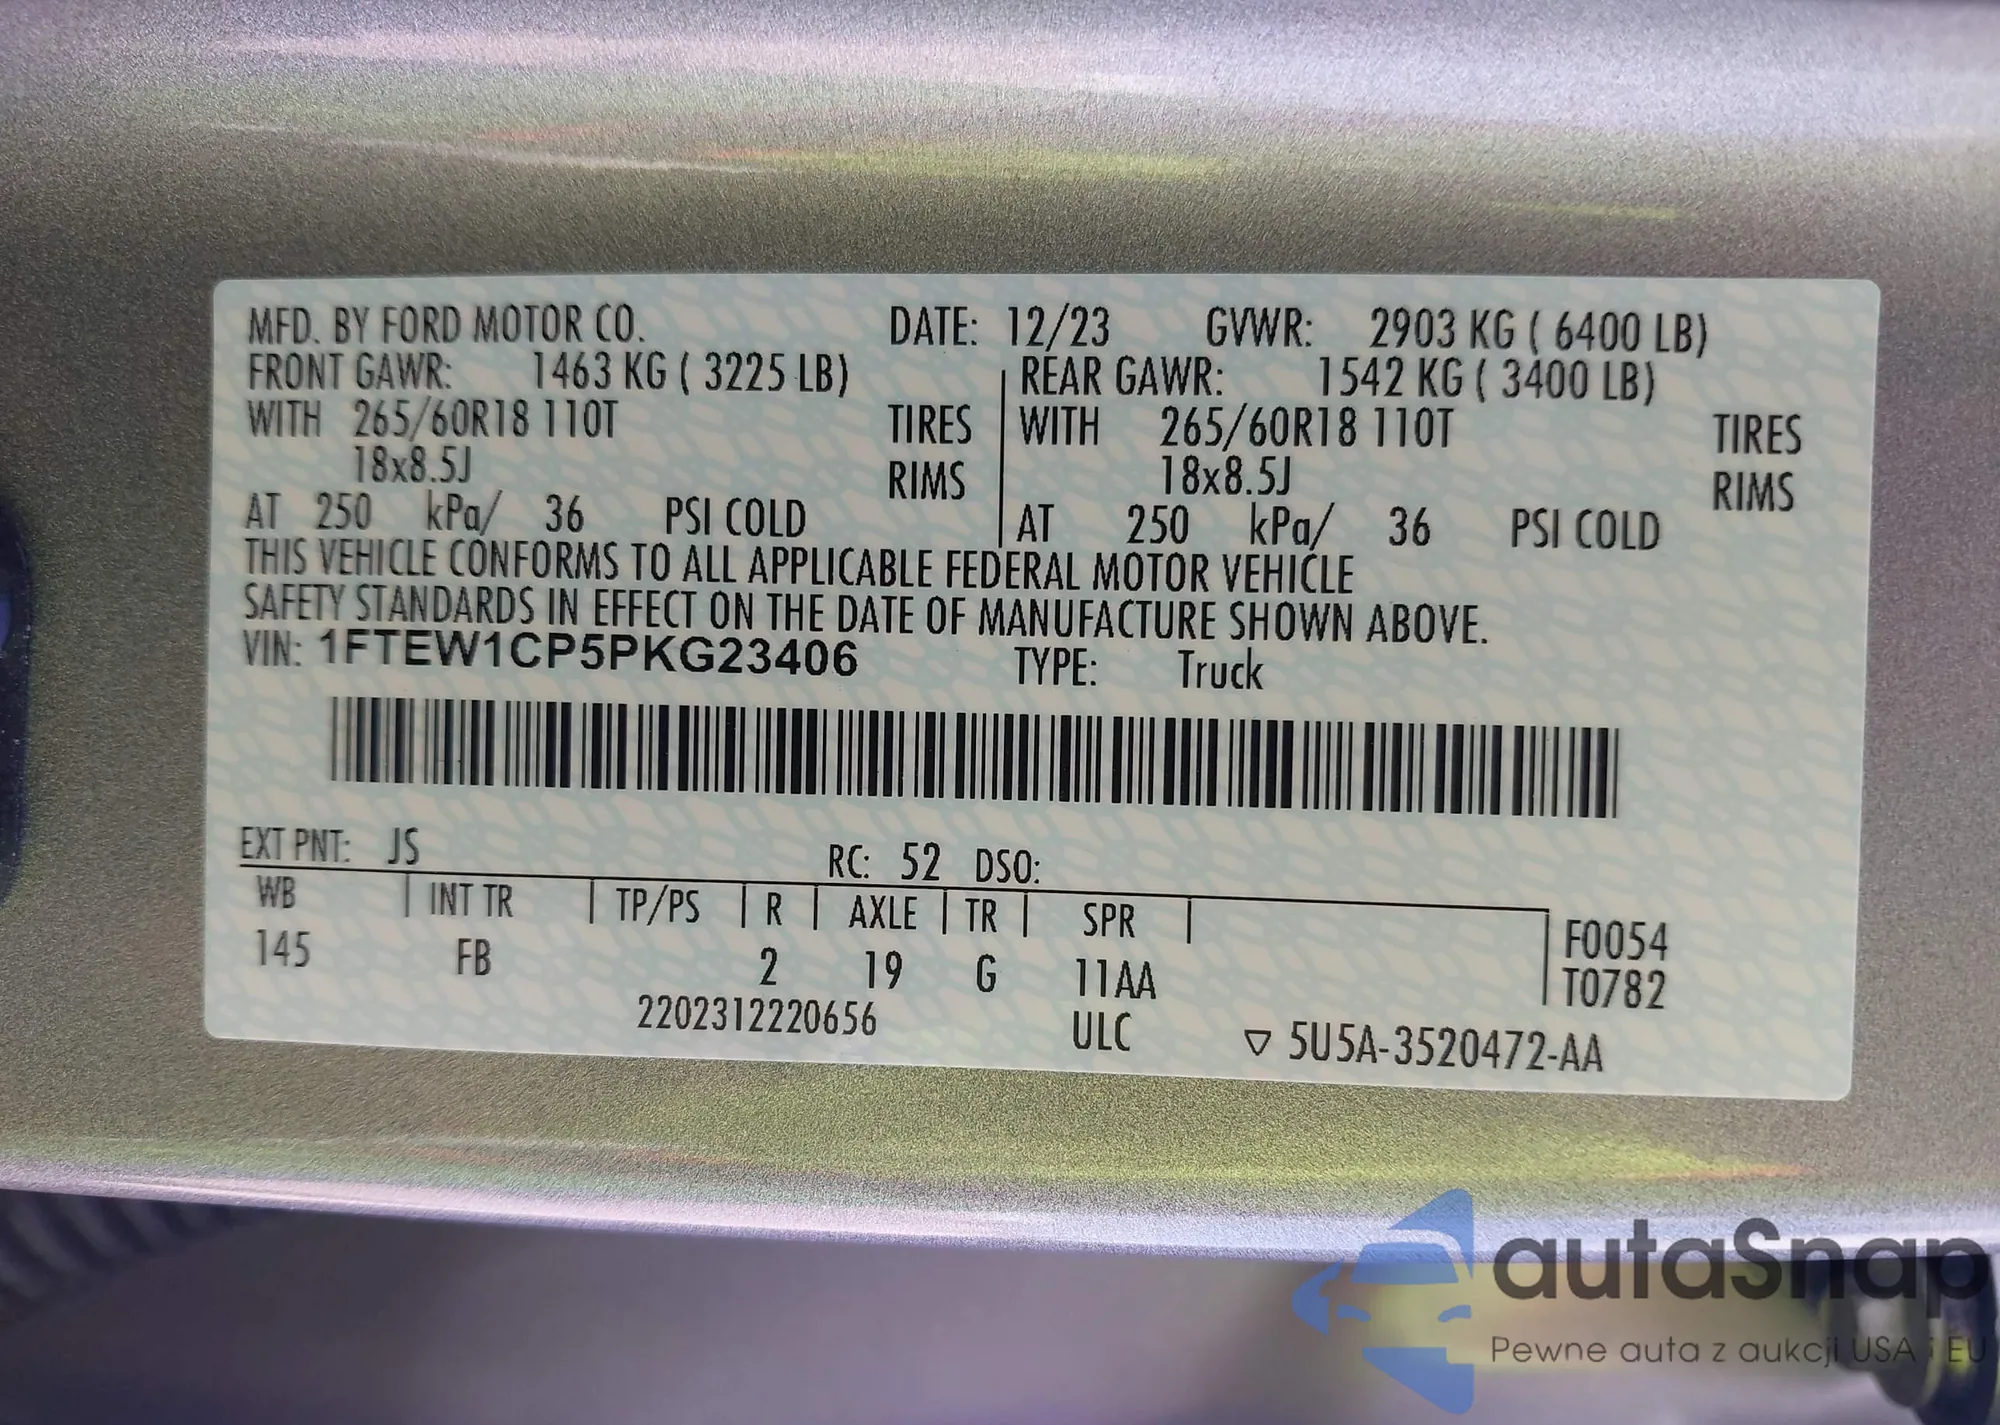 MFD. BY FORD MOTOR CO. DATE: 12/23 GVWR: 2903 KG ( 6400 LB)
FRONT GAWR: 1463 KG ( 3225 LB) REAR GAWR: 1542 KG ( 3400 LB)
WITH 265/60R18 110T TIRES WITH 265/60R18 110T TIRES
18x8.5J RIMS 18x8.5J RIMS
AT 250 kPa/ 36 PSI COLD AT 250 kPa/ 36 PSI COLD
THIS VEHICLE CONFORMS TO ALL APPLICABLE FEDERAL MOTOR VEHICLE
SAFETY STANDARDS IN EFFECT ON THE DATE OF MANUFACTURE SHOWN ABOVE.
VIN: 1FTEW1CP5PKG23406 TYPE: Truck
EXT PNT: JS RC: 52 DSO:
WB INT TR TP/PS R AXLE TR SPR F0054
145 FB 2 19 G 11AA T0782
2202312220656 ULC ▽ 5U5A-3520472-AA
autaSnap
Pewne auta z aukcji USA i EU